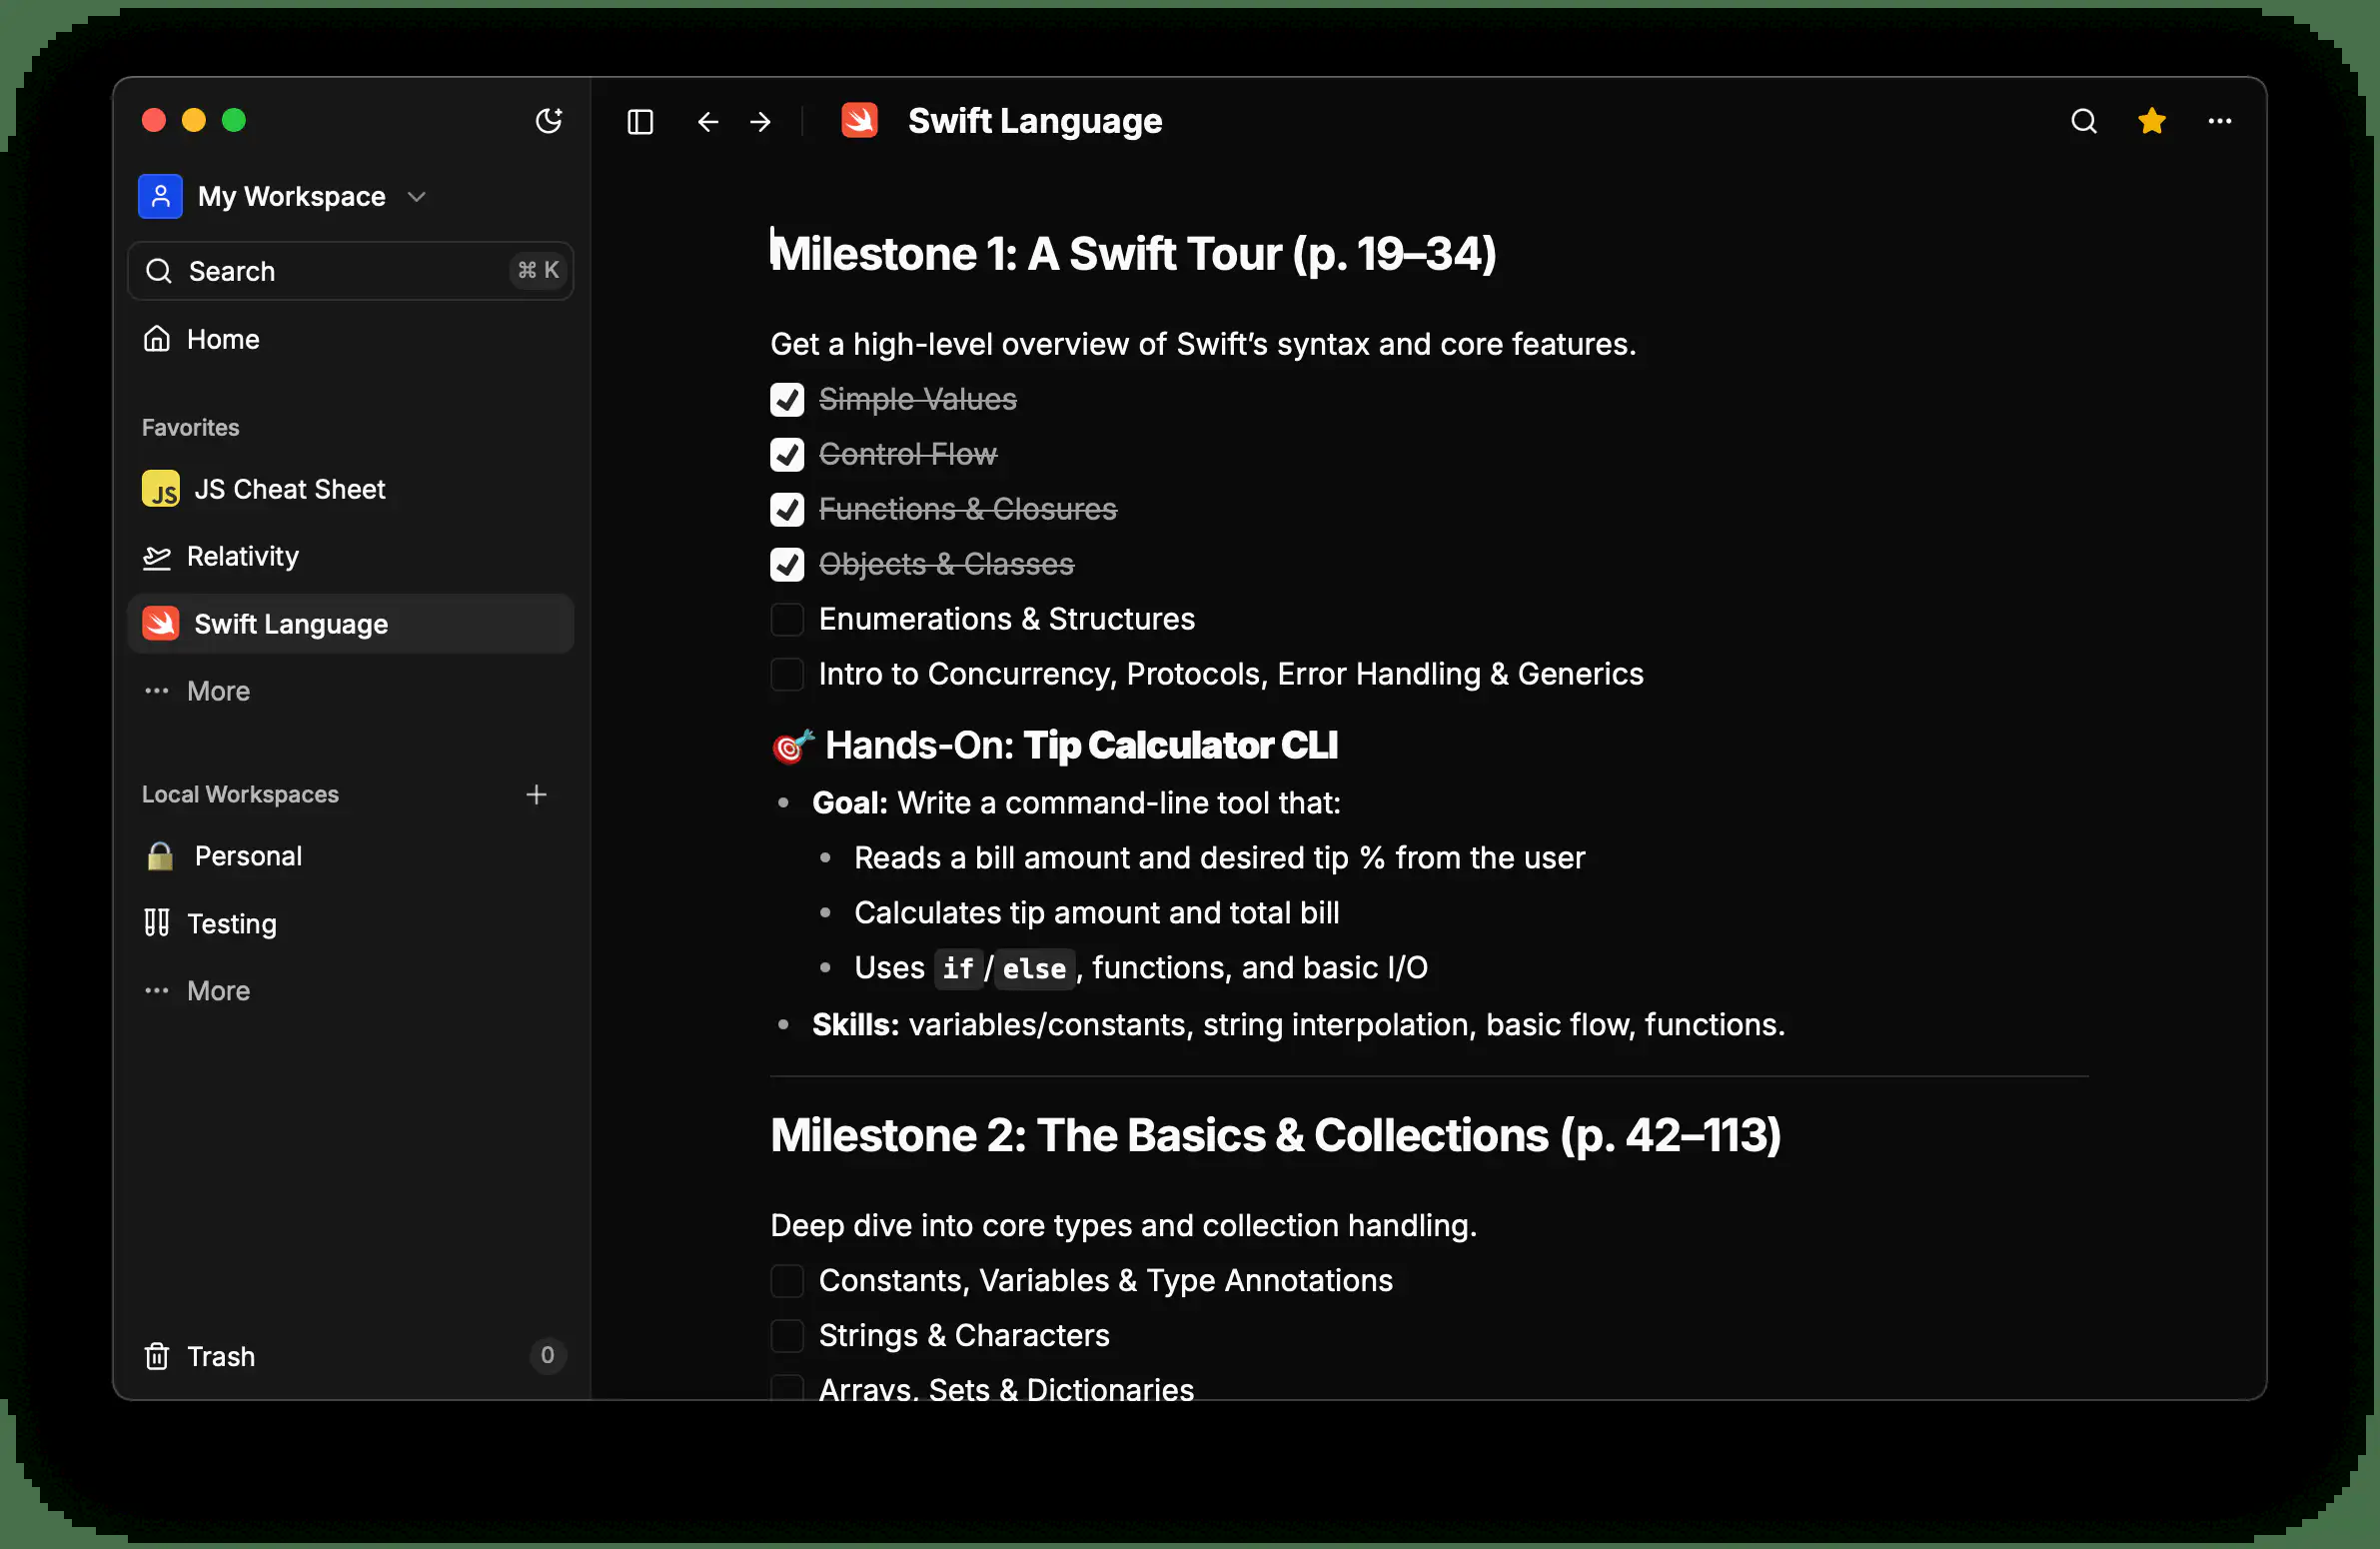 My Workspace
Search ⌘ K
Home
Favorites
JS JS Cheat Sheet
Relativity
Swift Language
More
Local Workspaces
Personal
Testing
More
Trash 0
Swift Language
Milestone 1: A Swift Tour (p. 19–34)
Get a high-level overview of Swift’s syntax and core features.
Simple Values
Control Flow
Functions & Closures
Objects & Classes
Enumerations & Structures
Intro to Concurrency, Protocols, Error Handling & Generics
🎯 Hands-On: Tip Calculator CLI
• Goal: Write a command-line tool that:
• Reads a bill amount and desired tip % from the user
• Calculates tip amount and total bill
• Uses if/else, functions, and basic I/O
• Skills: variables/constants, string interpolation, basic flow, functions.
Milestone 2: The Basics & Collections (p. 42–113)
Deep dive into core types and collection handling.
Constants, Variables & Type Annotations
Strings & Characters
Arrays, Sets & Dictionaries